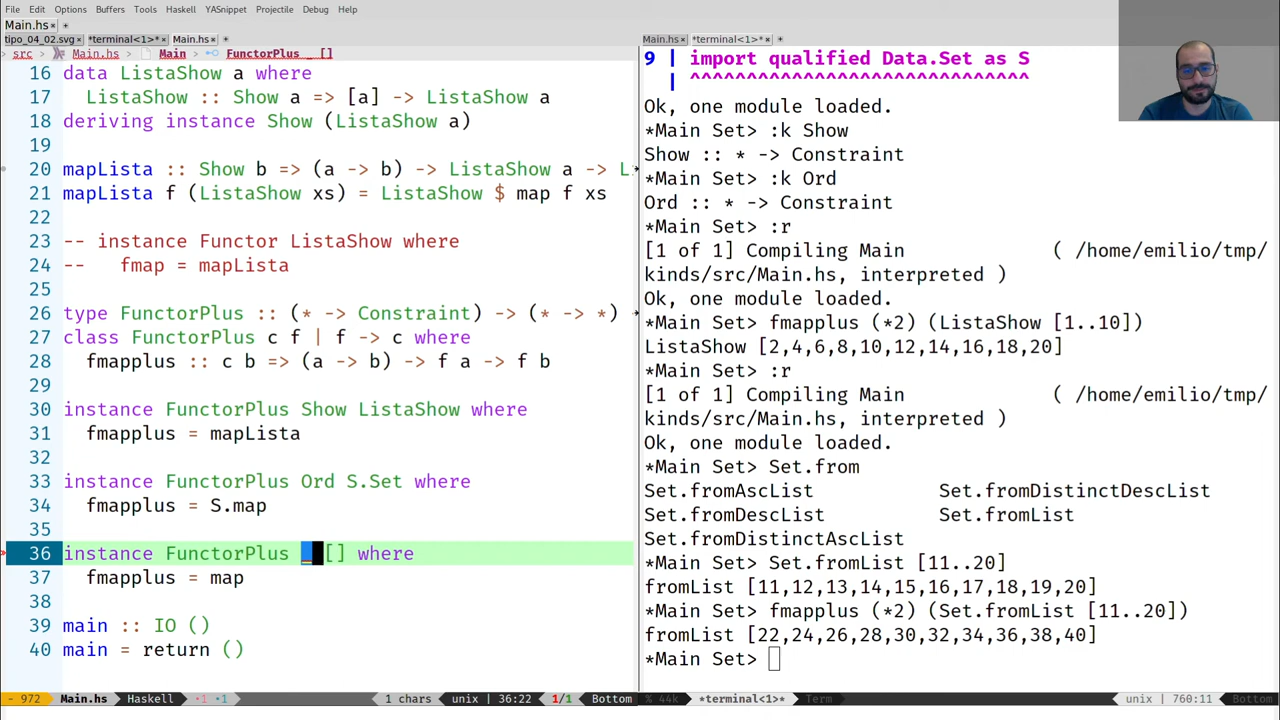 File Edit Options Buffers Tools Haskell YASnippet Projectile Debug Help
Main.hs
tipo_04_02.svg × *terminal<1>* × Main.hs × +
src Main.hs Main FunctorPlus _ []
16 data ListaShow a where
17 ListaShow :: Show a => [a] -> ListaShow a
18 deriving instance Show (ListaShow a)
19
20 mapLista :: Show b => (a -> b) -> ListaShow a -> L
21 mapLista f (ListaShow xs) = ListaShow $ map f xs
22
23 -- instance Functor ListaShow where
24 --   fmap = mapLista
25
26 type FunctorPlus :: (* -> Constraint) -> (* -> *)
27 class FunctorPlus c f | f -> c where
28 fmapplus :: c b => (a -> b) -> f a -> f b
29
30 instance FunctorPlus Show ListaShow where
31 fmapplus = mapLista
32
33 instance FunctorPlus Ord S.Set where
34 fmapplus = S.map
35
36 instance FunctorPlus _ [] where
37 fmapplus = map
38
39 main :: IO ()
40 main = return ()
- 972 Main.hs Haskell •1 •1 1 chars unix | 36:22 1/1 Bottom
Main.hs × *terminal<1>* × +
9 | import qualified Data.Set as S
| ^^^^^^^^^^^^^^^^^^^^^^^^^^^^^^
Ok, one module loaded.
*Main Set> :k Show
Show :: * -> Constraint
*Main Set> :k Ord
Ord :: * -> Constraint
*Main Set> :r
[1 of 1] Compiling Main ( /home/emilio/tmp/
kinds/src/Main.hs, interpreted )
Ok, one module loaded.
*Main Set> fmapplus (*2) (ListaShow [1..10])
ListaShow [2,4,6,8,10,12,14,16,18,20]
*Main Set> :r
[1 of 1] Compiling Main ( /home/emilio/tmp/
kinds/src/Main.hs, interpreted )
Ok, one module loaded.
*Main Set> Set.from
Set.fromAscList Set.fromDistinctDescList
Set.fromDescList Set.fromList
Set.fromDistinctAscList
*Main Set> Set.fromList [11..20]
fromList [11,12,13,14,15,16,17,18,19,20]
*Main Set> fmapplus (*2) (Set.fromList [11..20])
fromList [22,24,26,28,30,32,34,36,38,40]
*Main Set>
% 44k *terminal<1>* Term unix | 760:11 Bottom